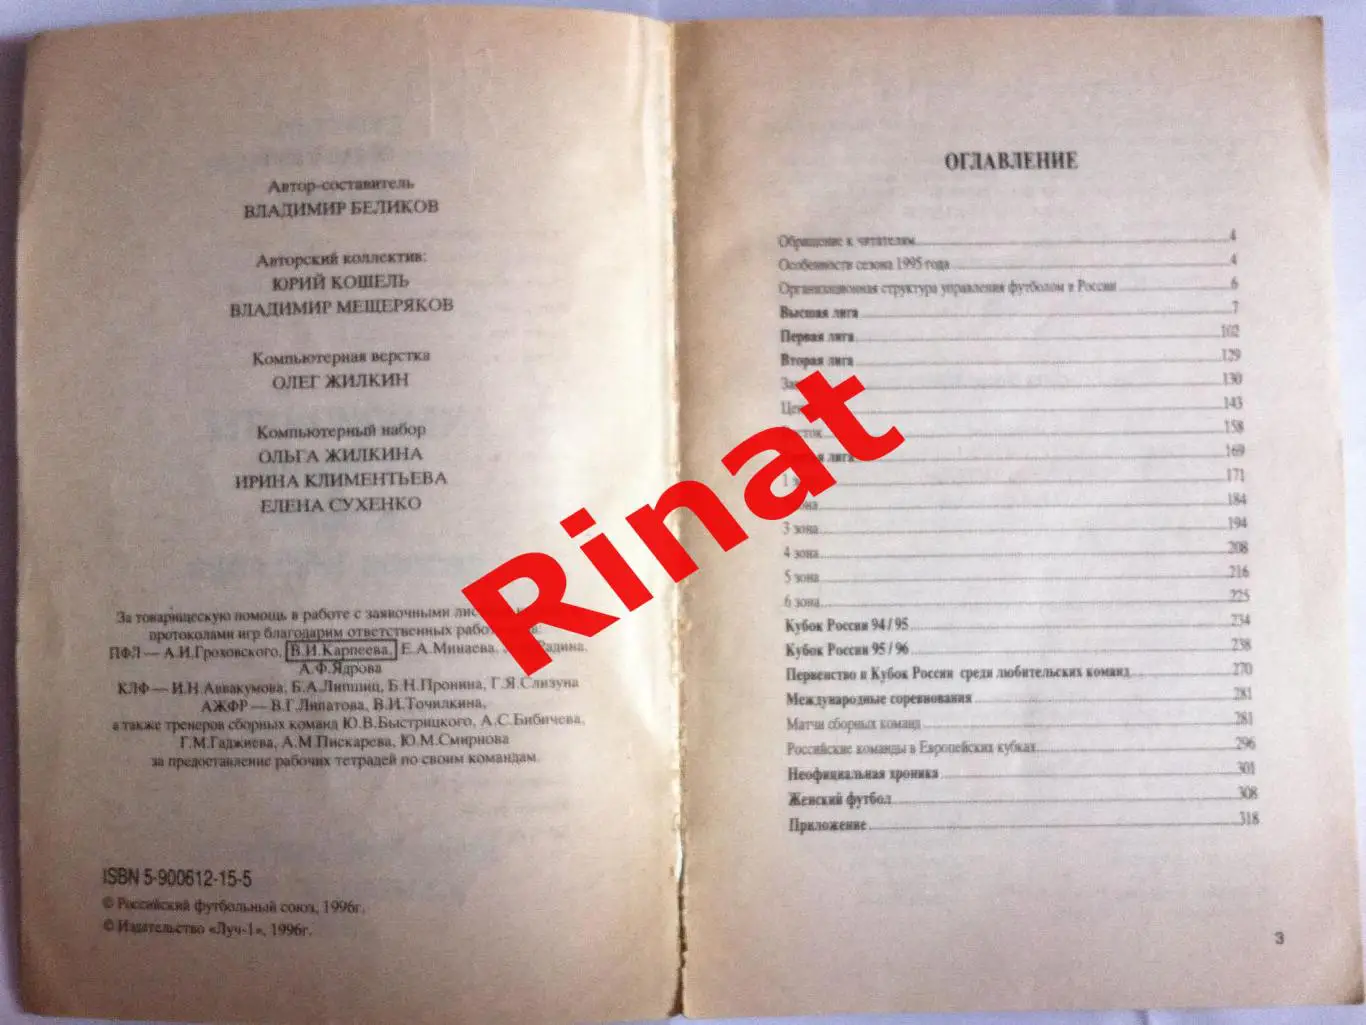 Автор-составитель
ВЛАДИМИР БЕЛИКОВ
Авторский коллектив:
ЮРИЙ КОШЕЛЬ
ВЛАДИМИР МЕЩЕРЯКОВ
Компьютерная верстка
ОЛЕГ ЖИЛКИН
Компьютерный набор
ОЛЬГА ЖИЛКИНА
ИРИНА КЛИМЕНТЬЕВА
ЕЛЕНА СУХЕНКО
За товарищескую помощь в работе с заявочными
протоколами игр благодарим ответственных
ПФЛ — А.И.Гроховского, В.И.Карпеева, Е.А.Минаева,
А.Ф.Ядрова
КЛФ — И.Н.Аввакумова, Б.А.Липшиц, Б.Н.Пронина, Г.Я.Слизуна
АЖФР — В.Г.Липатова, В.И.Точилкина,
а также тренеров сборных команд Ю.В.Быстрицкого, А.С.Бибичева,
Г.М.Гаджиева, А.М.Пискарева, Ю.М.Смирнова
за предоставление рабочих тетрадей по своим командам.
ISBN 5-900612-15-5
© Российский футбольный союз, 1996г.
© Издательство «Луч-1», 1996г.
ОГЛАВЛЕНИЕ
Обращение к читателям 4
Особенности сезона 1995 года 4
Организационная структура управления футболом в России 6
Высшая лига 7
Первая лига 102
Вторая лига 129
130
143
158
лига 169
1 171
184
3 зона 194
4 зона 208
5 зона 216
6 зона 225
Кубок России 94/95 234
Кубок России 95/96 238
Первенство и Кубок России среди любительских команд 270
Международные соревнования 281
Матчи сборных команд 281
Российские команды в Европейских кубках 296
Неофициальная хроника 301
Женский футбол 308
Приложение 318
3
Rinat